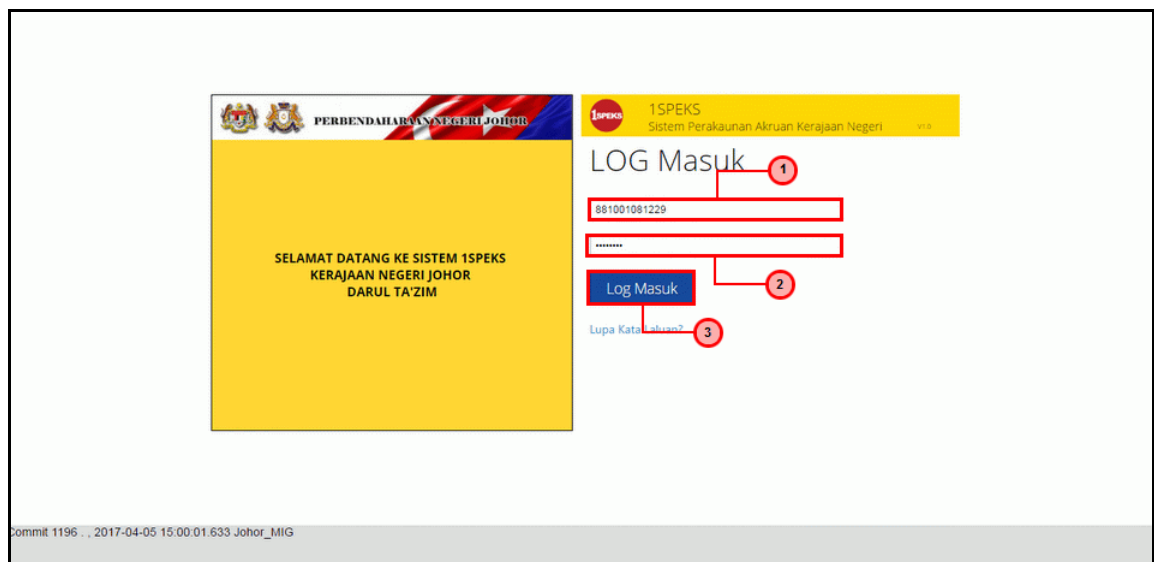 PERBENDAHARAAN NEGERI JOHOR
SELAMAT DATANG KE SISTEM 1SPEKS
KERAJAAN NEGERI JOHOR
DARUL TA'ZIM
1SPEKS
1SPEKS
Sistem Perakaunan Akruan Kerajaan Negeri
V1.0
LOG Masuk
1
881001081229
••••••••
2
Log Masuk
Lupa Kata Laluan?
3
Commit 1196 . , 2017-04-05 15:00:01.633 Johor_MIG